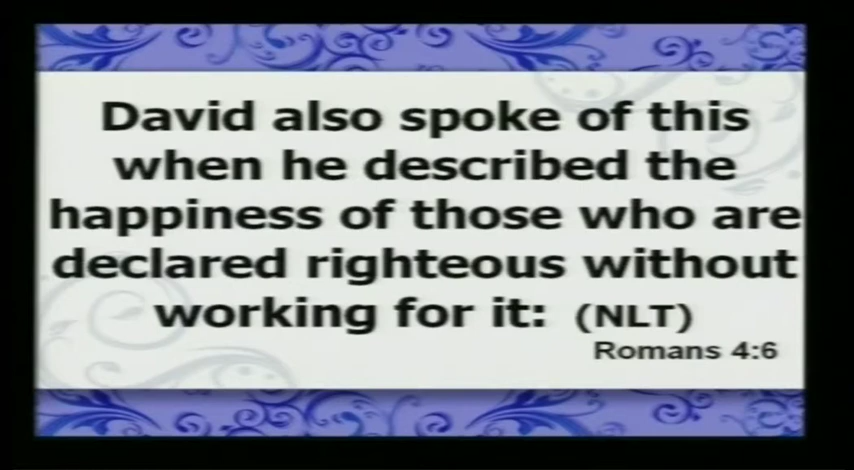 David also spoke of this
when he described the
happiness of those who are
declared righteous without
working for it: (NLT)
Romans 4:6